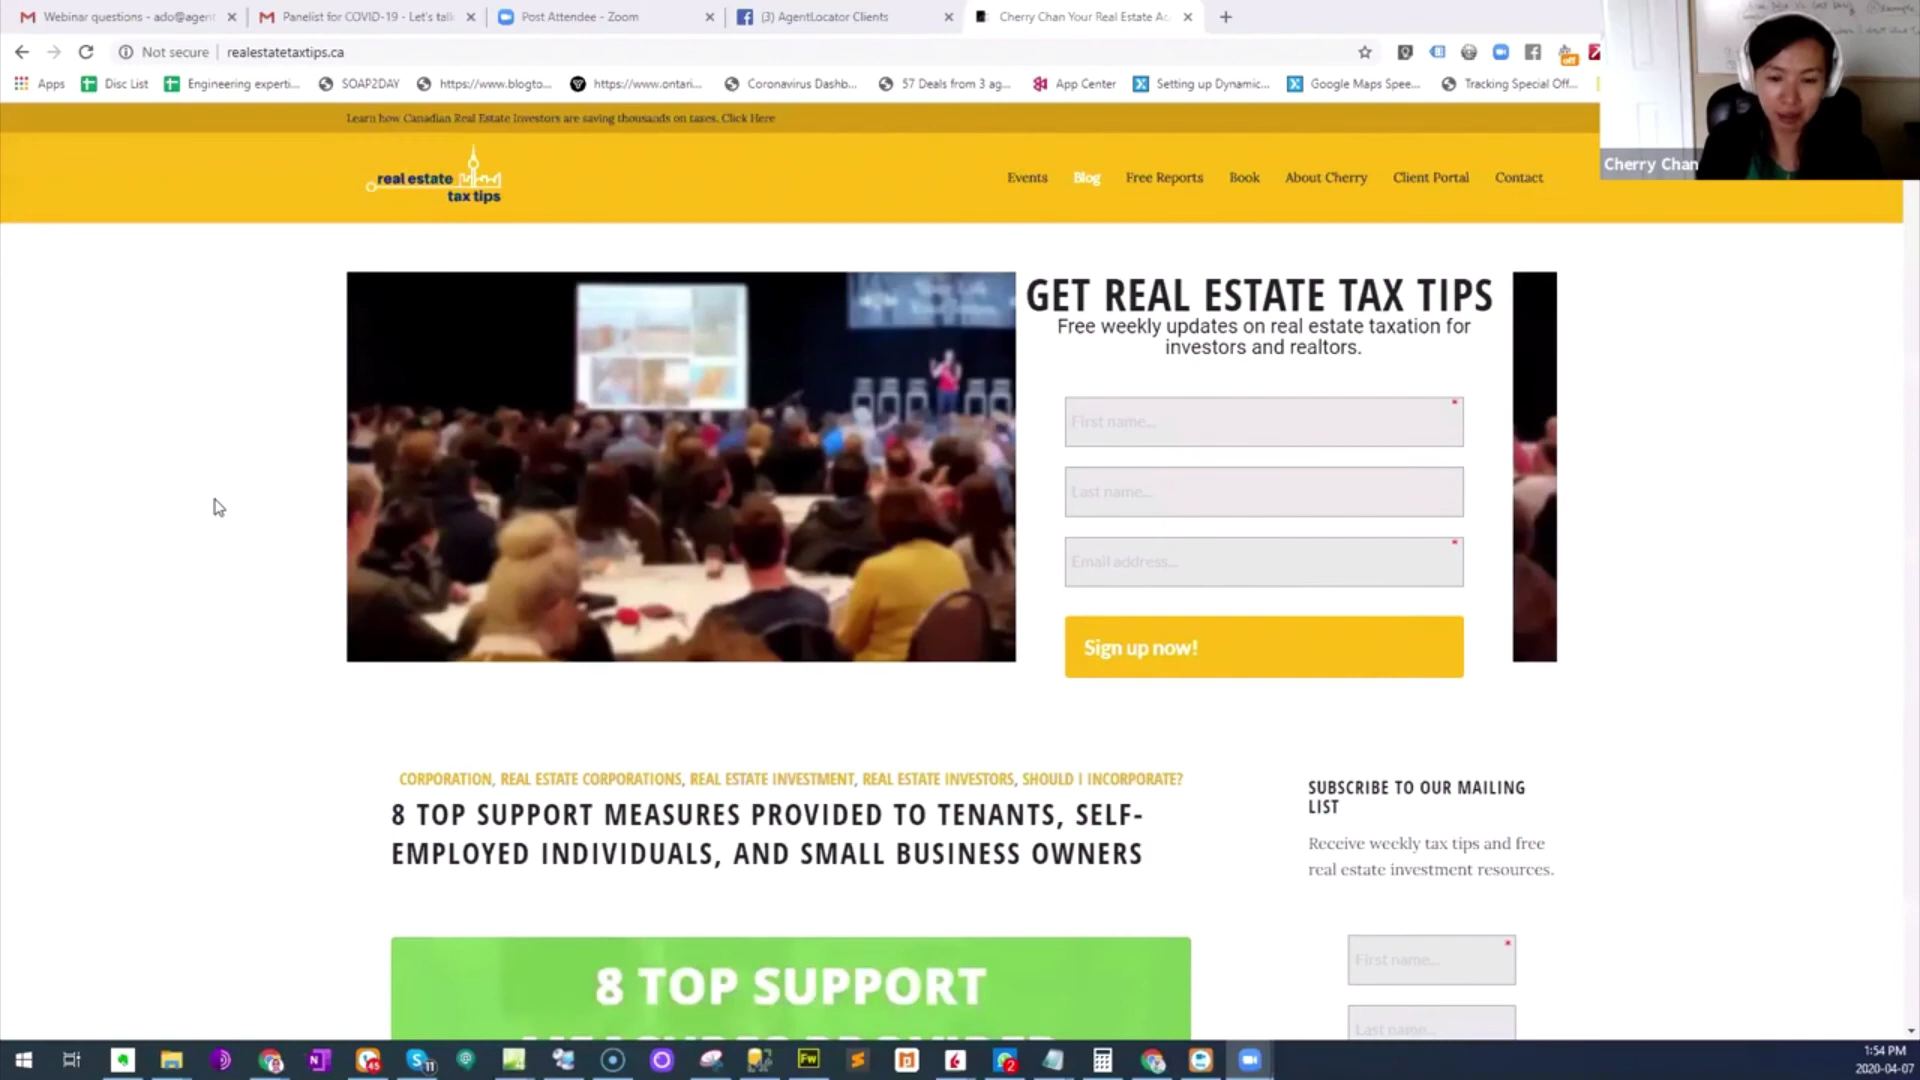 Webinar questions - ado@agent
Panelist for COVID-19 - Let's talk
Post Attendee - Zoom
(3) AgentLocator Clients
Cherry Chan Your Real Estate Ac
Not secure
realestatetaxtips.ca
Apps
Disc List
Engineering experti...
SOAP2DAY
https://www.blogto...
https://www.ontari...
Coronavirus Dashb...
57 Deals from 3 ag...
App Center
Setting up Dynamic...
Google Maps Spee...
Tracking Special Off...
Cherry Chan
Learn how Canadian Real Estate Investors are saving thousands on taxes. Click Here
real estate
tax tips
Events
Blog
Free Reports
Book
About Cherry
Client Portal
Contact
GET REAL ESTATE TAX TIPS
Free weekly updates on real estate taxation for
investors and realtors.
First name...
Last name...
Email address...
Sign up now!
CORPORATION, REAL ESTATE CORPORATIONS, REAL ESTATE INVESTMENT, REAL ESTATE INVESTORS, SHOULD I INCORPORATE?
8 TOP SUPPORT MEASURES PROVIDED TO TENANTS, SELF-
EMPLOYED INDIVIDUALS, AND SMALL BUSINESS OWNERS
8 TOP SUPPORT
SUBSCRIBE TO OUR MAILING
LIST
Receive weekly tax tips and free
real estate investment resources.
First name...
Last name...
1:54 PM
2020-04-07